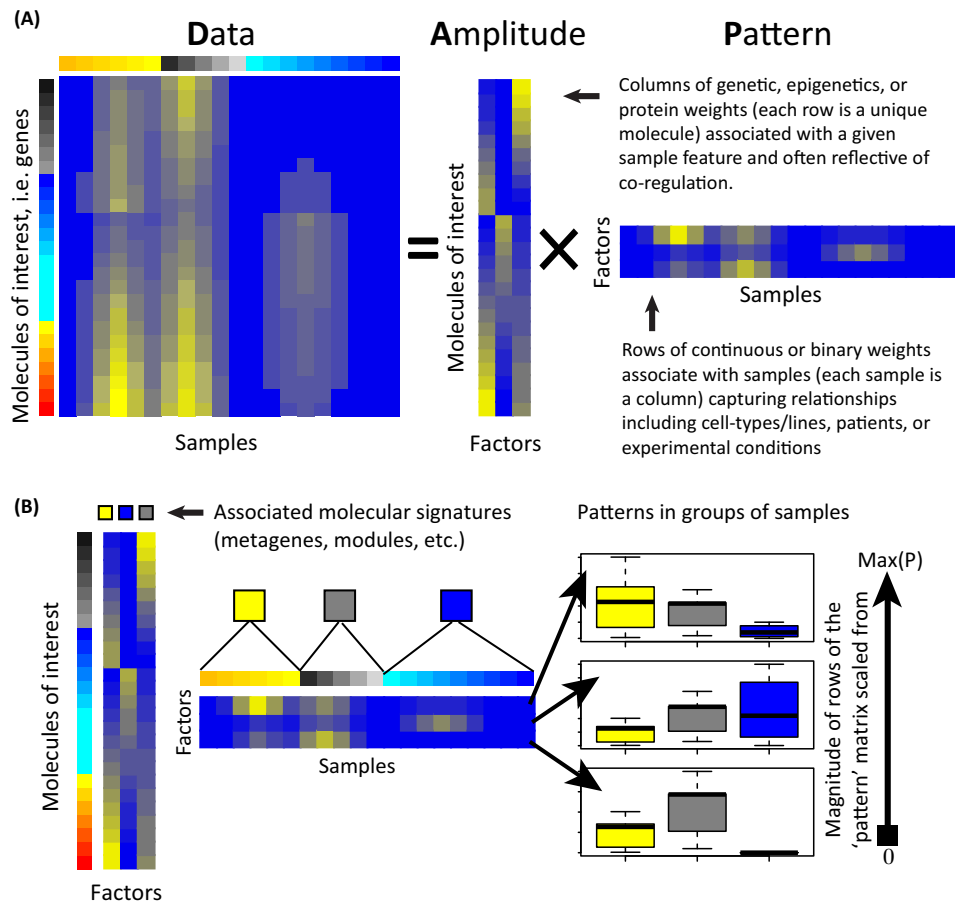 (A)
Data
Amplitude
Pattern
Molecules of interest, i.e. genes
Samples
=
Molecules of interest
Factors
×
Columns of genetic, epigenetics, or
protein weights (each row is a unique
molecule) associated with a given
sample feature and often reflective of
co-regulation.
Factors
Samples
Rows of continuous or binary weights
associate with samples (each sample is
a column) capturing relationships
including cell-types/lines, patients, or
experimental conditions
(B)
Associated molecular signatures
(metagenes, modules, etc.)
Molecules of interest
Factors
Factors
Samples
Patterns in groups of samples
Magnitude of rows of the
‘pattern’ matrix scaled from
Max(P)
0